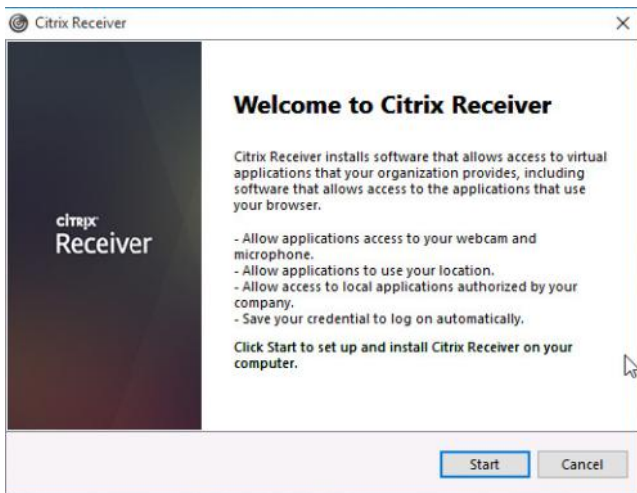 Citrix Receiver
Welcome to Citrix Receiver
Citrix Receiver installs software that allows access to virtual
applications that your organization provides, including
software that allows access to the applications that use
your browser.
- Allow applications access to your webcam and
microphone.
- Allow applications to use your location.
- Allow access to local applications authorized by your
company.
- Save your credential to log on automatically.
Click Start to set up and install Citrix Receiver on your
computer.
CITRIX
Receiver
Start
Cancel